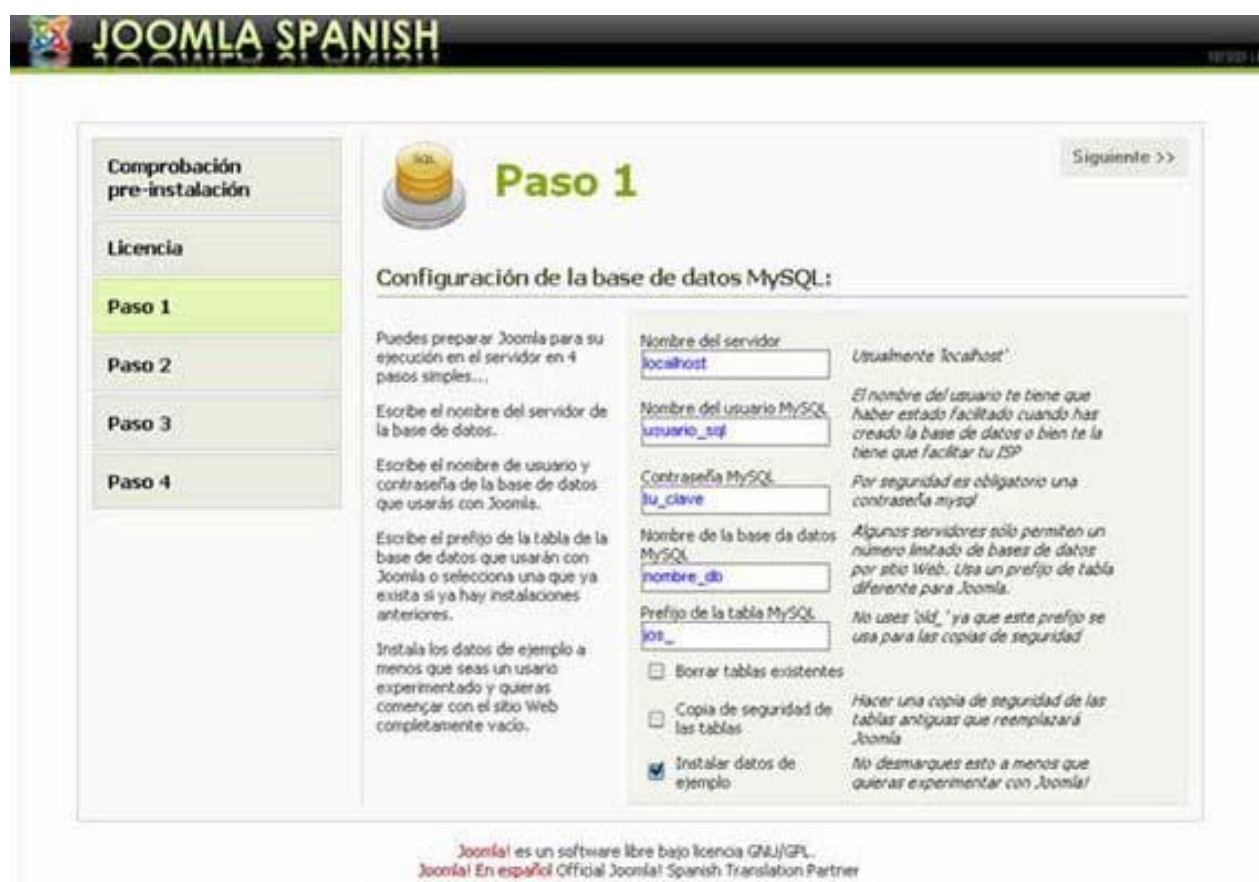 JOOMLA SPANISH
Comprobación
pre-instalación
Licencia
Paso 1
Paso 2
Paso 3
Paso 4
SQL
Paso 1
Siguiente >>
Configuración de la base de datos MySQL:
Puedes preparar Joomla para su
ejecución en el servidor en 4
pasos simples...
Escribe el nombre del servidor de
la base de datos.
Escribe el nombre de usuario y
contraseña de la base de datos
que usarás con Joomla.
Escribe el prefijo de la tabla de la
base de datos que usarán con
Joomla o selecciona una que ya
exista si ya hay instalaciones
anteriores.
Instala los datos de ejemplo a
menos que seas un usario
experimentado y quieras
començar con el sitio Web
completamente vacío.
Nombre del servidor
localhost
Usualmente 'localhost'
Nombre del usuario MySQL
usuario_sql
El nombre del usuario te tiene que
haber estado facilitado cuando has
creado la base de datos o bien te la
tiene que facilitar tu ISP
Contraseña MySQL
tu_clave
Por seguridad es obligatorio una
contraseña mysql
Nombre de la base da datos
MySQL
nombre_db
Algunos servidores sólo permiten un
número limitado de bases de datos
por sitio Web. Usa un prefijo de tabla
diferente para Joomla.
Prefijo de la tabla MySQL
jos_
No uses 'old_' ya que este prefijo se
usa para las copias de seguridad
Borrar tablas existentes
Copia de seguridad de
las tablas
Hacer una copia de seguridad de las
tablas antiguas que reemplazará
Joomla
Instalar datos de
ejemplo
No desmarques esto a menos que
quieras experimentar con Joomla!
Joomla! es un software libre bajo licencia GNU/GPL.
Joomla! En español Official Joomla! Spanish Translation Partner